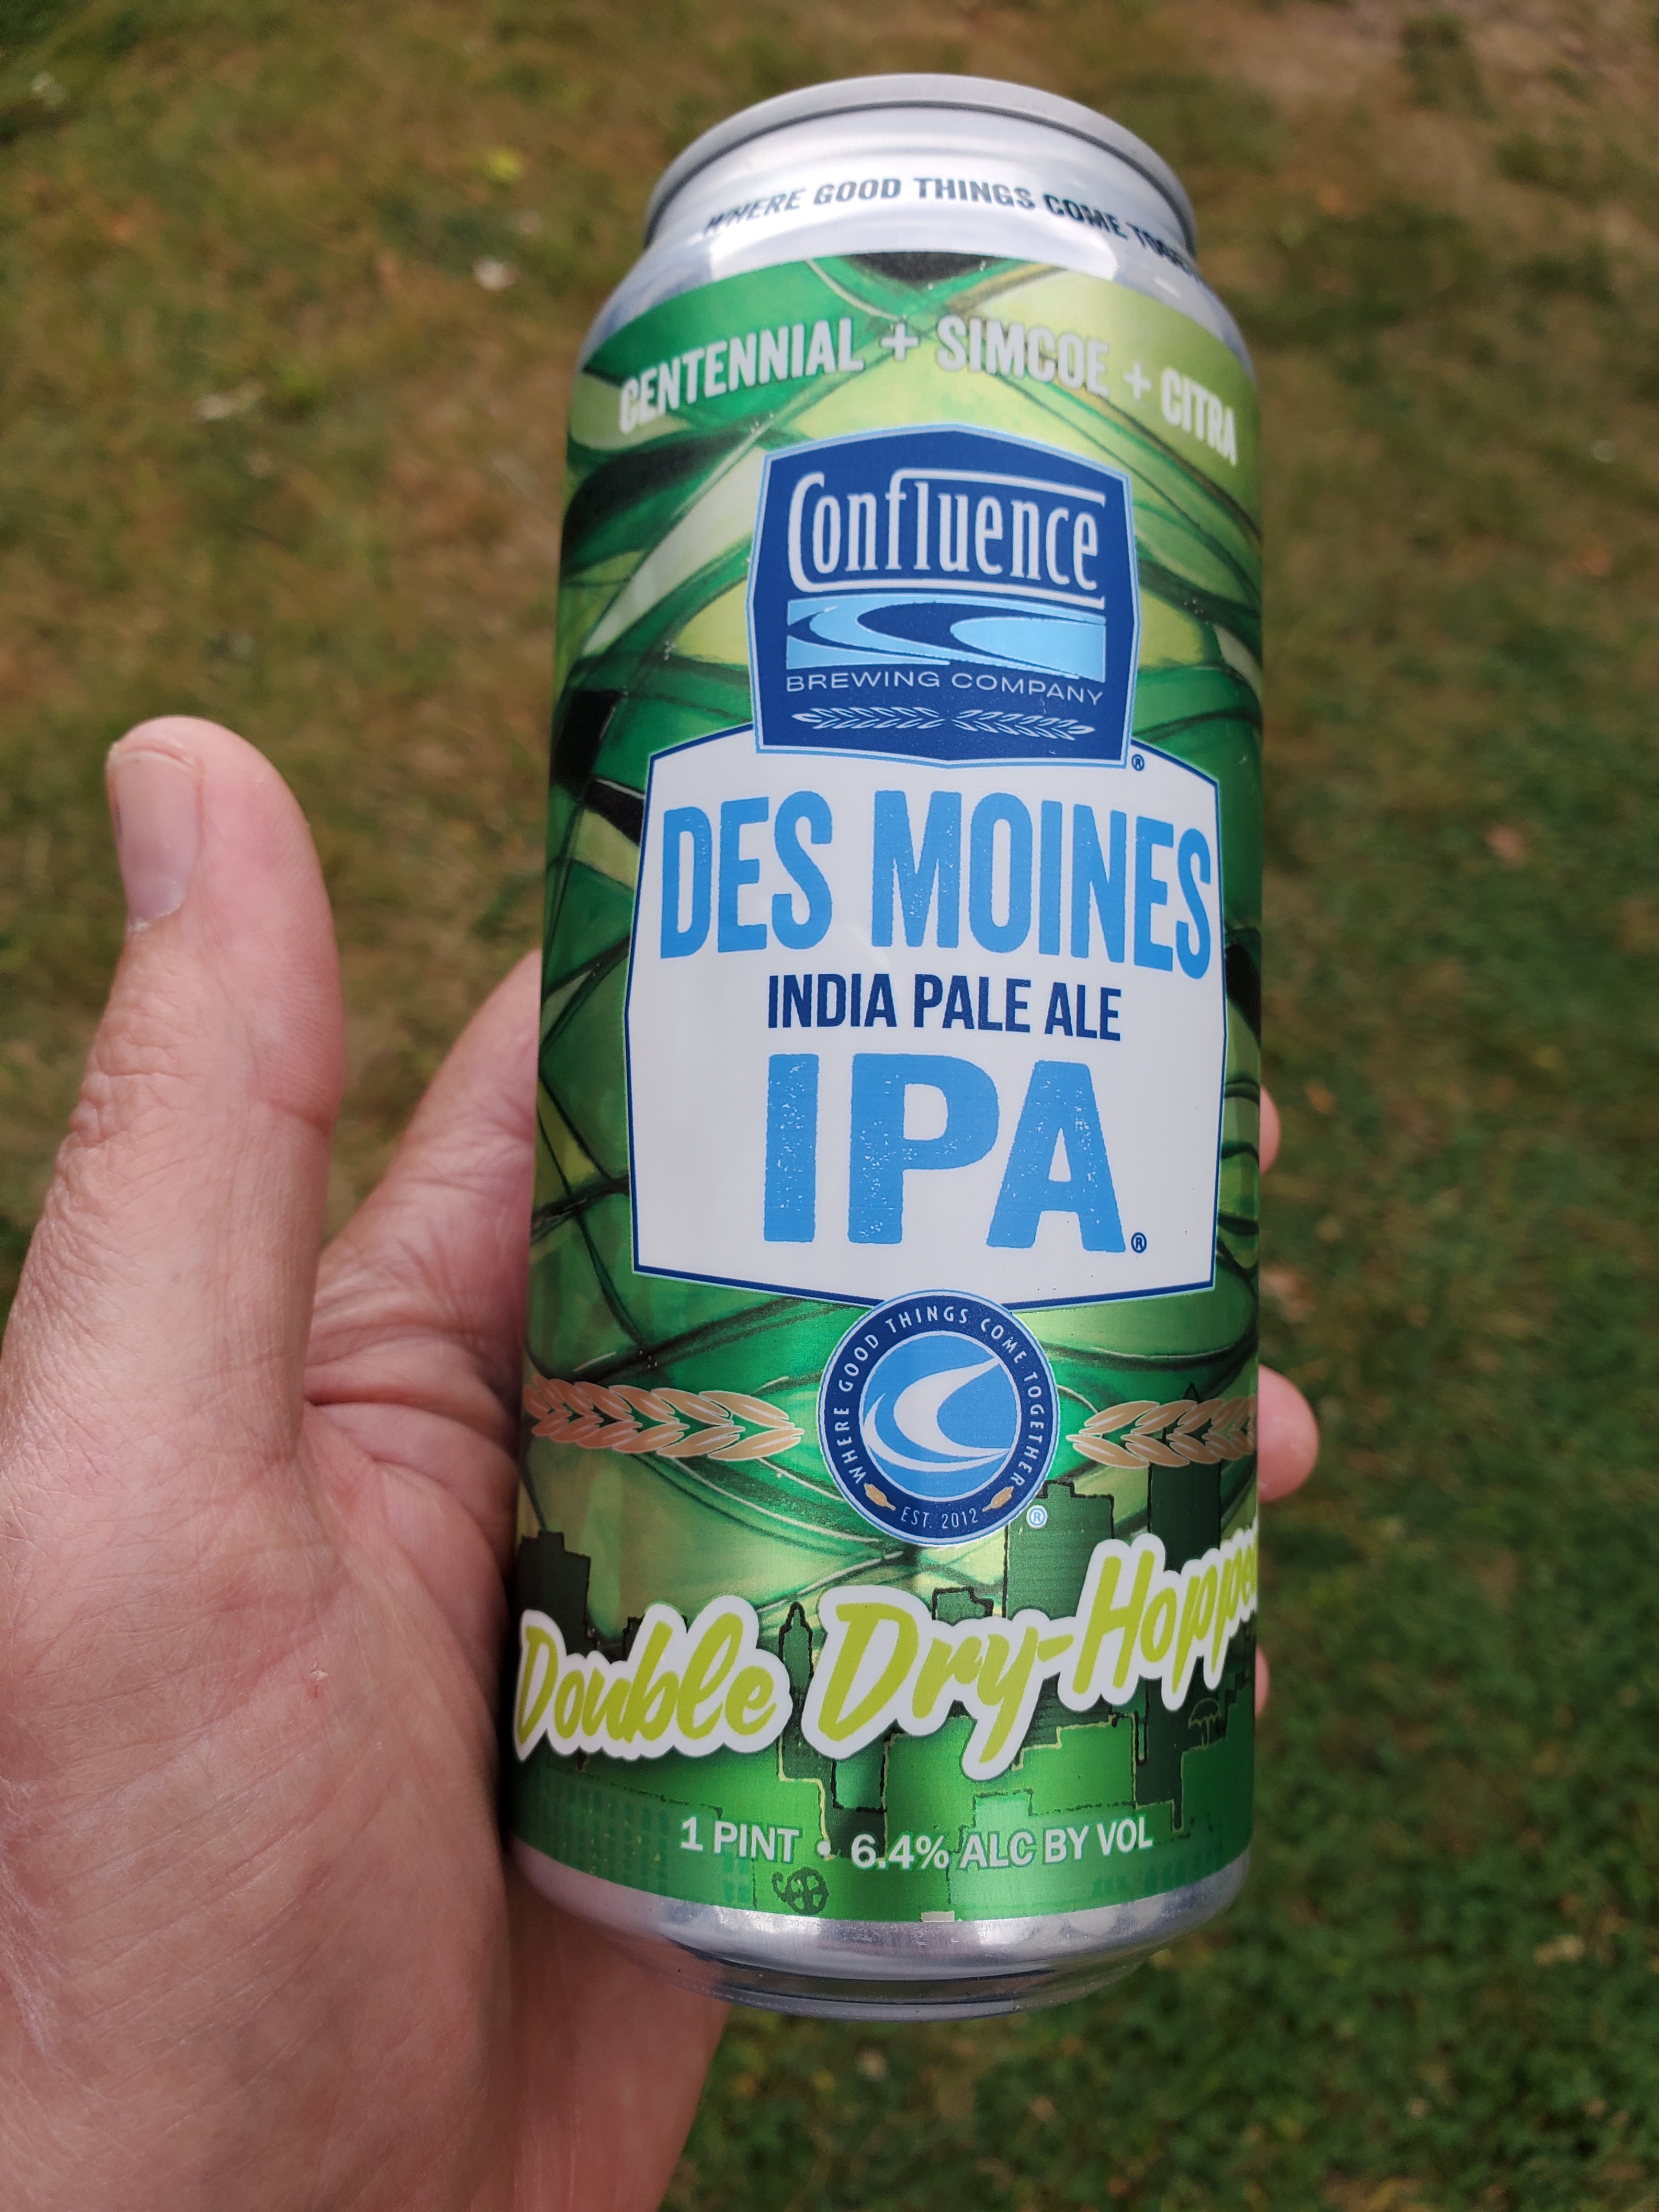 WHERE GOOD THINGS COME
CENTENNIAL + SIMCOE + CITRA
Confluence
BREWING COMPANY
®
DES MOINES
INDIA PALE ALE
IPA®
WHERE GOOD THINGS COME TOGETHER
EST. 2012
®
Double Dry-Hoppe
1 PINT • 6.4% ALC BY VOL